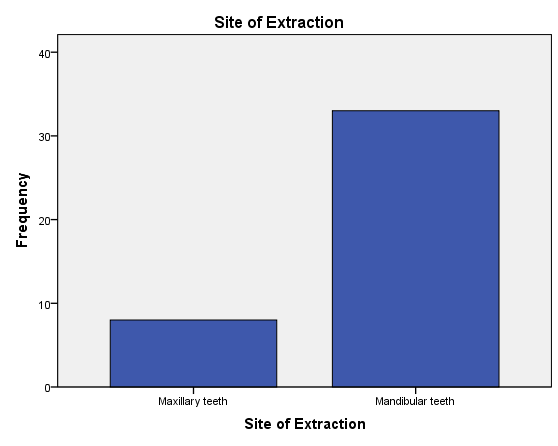 Site of Extraction
40
30
20
10
0
Frequency
Maxillary teeth
Mandibular teeth
Site of Extraction